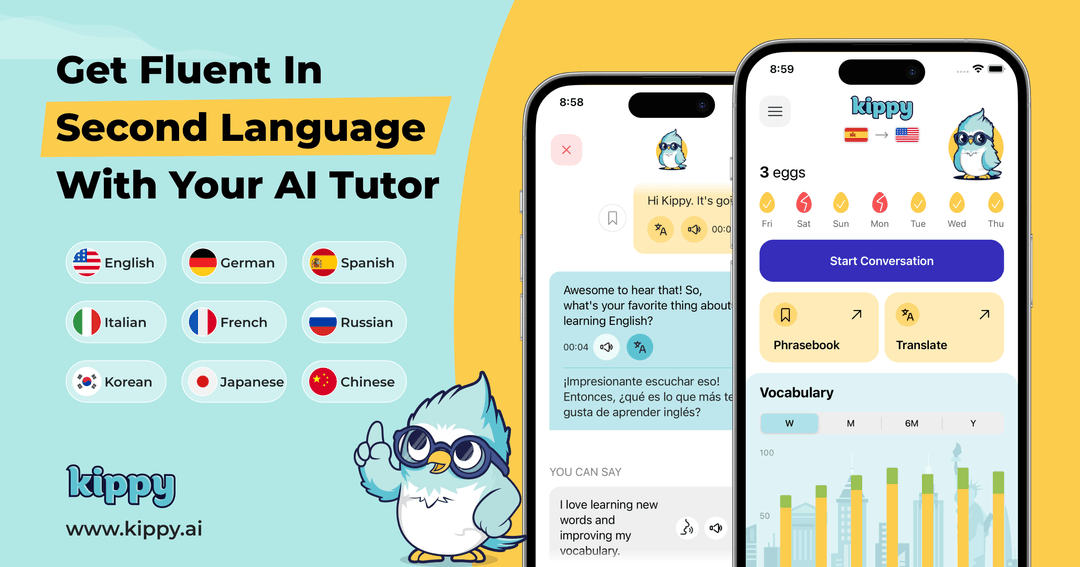 Get Fluent In
Second Language
With Your AI Tutor
English
German
Spanish
Italian
French
Russian
Korean
Japanese
Chinese
kippy
www.kippy.ai
8:58
Hi Kippy. It's
Awesome to hear that! So,
what's your favorite thing about
learning English?
00:04
¡Impresionante escuchar eso!
Entonces, ¿qué es lo que más te
gusta de aprender inglés?
YOU CAN SAY
I love learning new
words and
improving my
vocabulary.
8:59
kippy
3 eggs
Fri
Sat
Sun
Mon
Tue
Wed
Thu
Start Conversation
Phrasebook
文A
Translate
Vocabulary
W
M
6M
Y
100
50